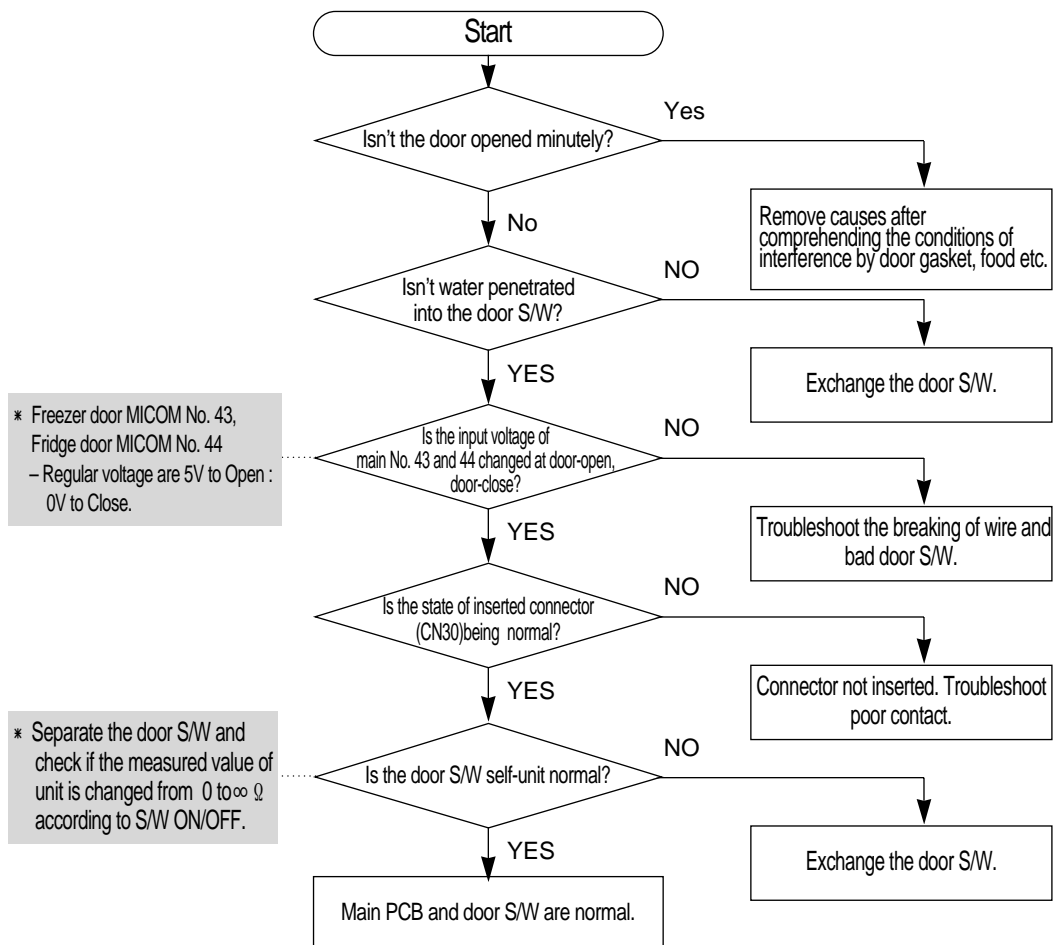 Start
Isn't the door opened minutely?
Yes
Remove causes after
comprehending the conditions of
interference by door gasket, food etc.
No
Isn't water penetrated
into the door S/W?
NO
Exchange the door S/W.
YES
* Freezer door MICOM No. 43,
Fridge door MICOM No. 44
– Regular voltage are 5V to Open :
0V to Close.
Is the input voltage of
main No. 43 and 44 changed at door-open,
door-close?
NO
Troubleshoot the breaking of wire and
bad door S/W.
YES
Is the state of inserted connector
(CN30)being normal?
NO
Connector not inserted. Troubleshoot
poor contact.
YES
* Separate the door S/W and
check if the measured value of
unit is changed from 0 to∞ Ω
according to S/W ON/OFF.
Is the door S/W self-unit normal?
NO
Exchange the door S/W.
YES
Main PCB and door S/W are normal.